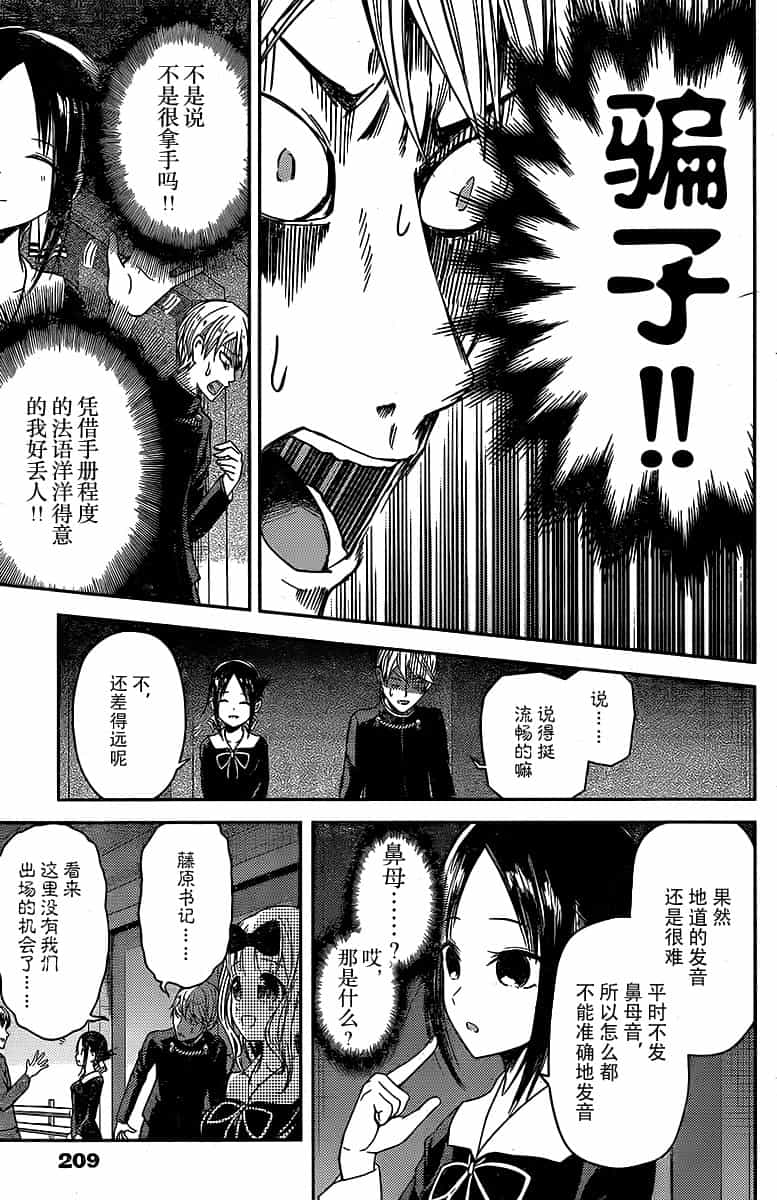 骗子!!
不是说
不是很拿手吗!!
凭借手册程度
的法语洋洋得意
的我好丢人!!
说……
说得挺
流畅的嘛
不，
还差得远呢
果然
地道的发音
还是很难
平时不发
鼻母音，
所以怎么都
不能准确地发音
鼻母……?
哎，
那是什么?
藤原书记……
看来
这里没有我们
出场的机会了……
209